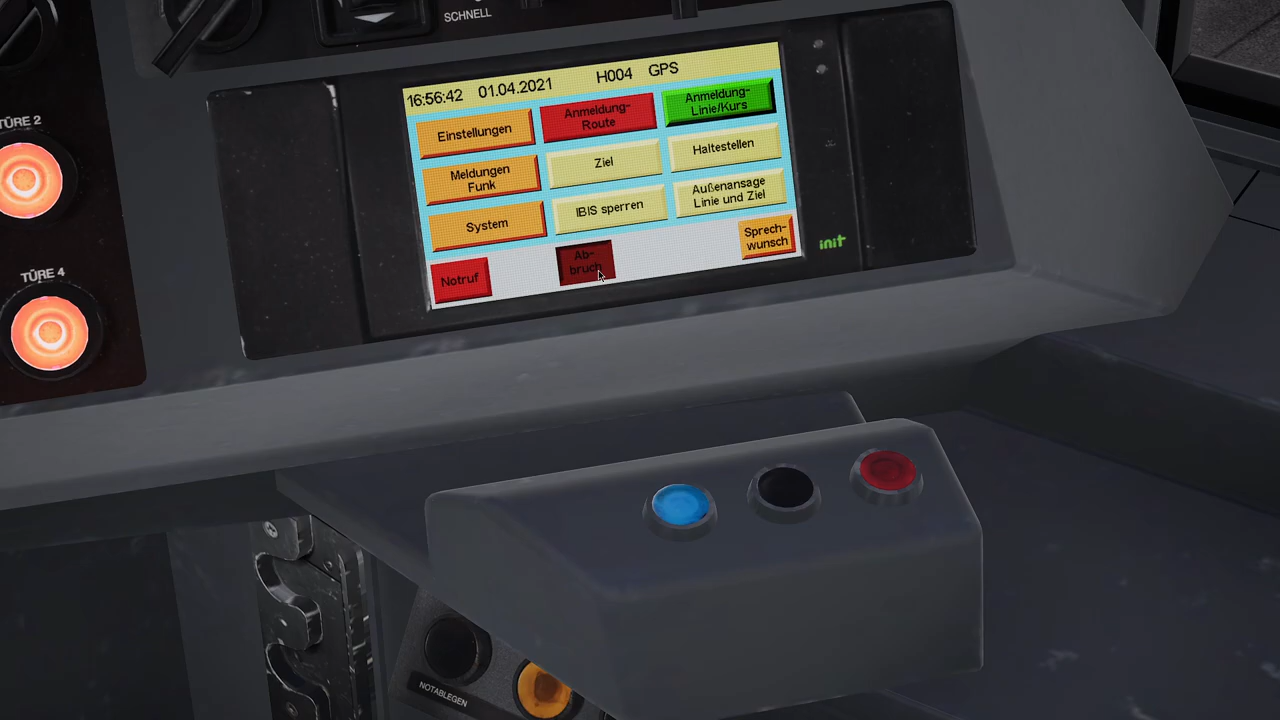 SCHNELL
16:56:42 01.04.2021 H004 GPS
Einstellungen
Anmeldung-
Route
Anmeldung-
Linie/Kurs
Meldungen
Funk
Ziel
Haltestellen
System
IBIS sperren
Außenansage
Linie und Ziel
Notruf
Ab-
bruch
Sprech-
wunsch
init
TÜRE 2
TÜRE 4
NOTABLEGEN